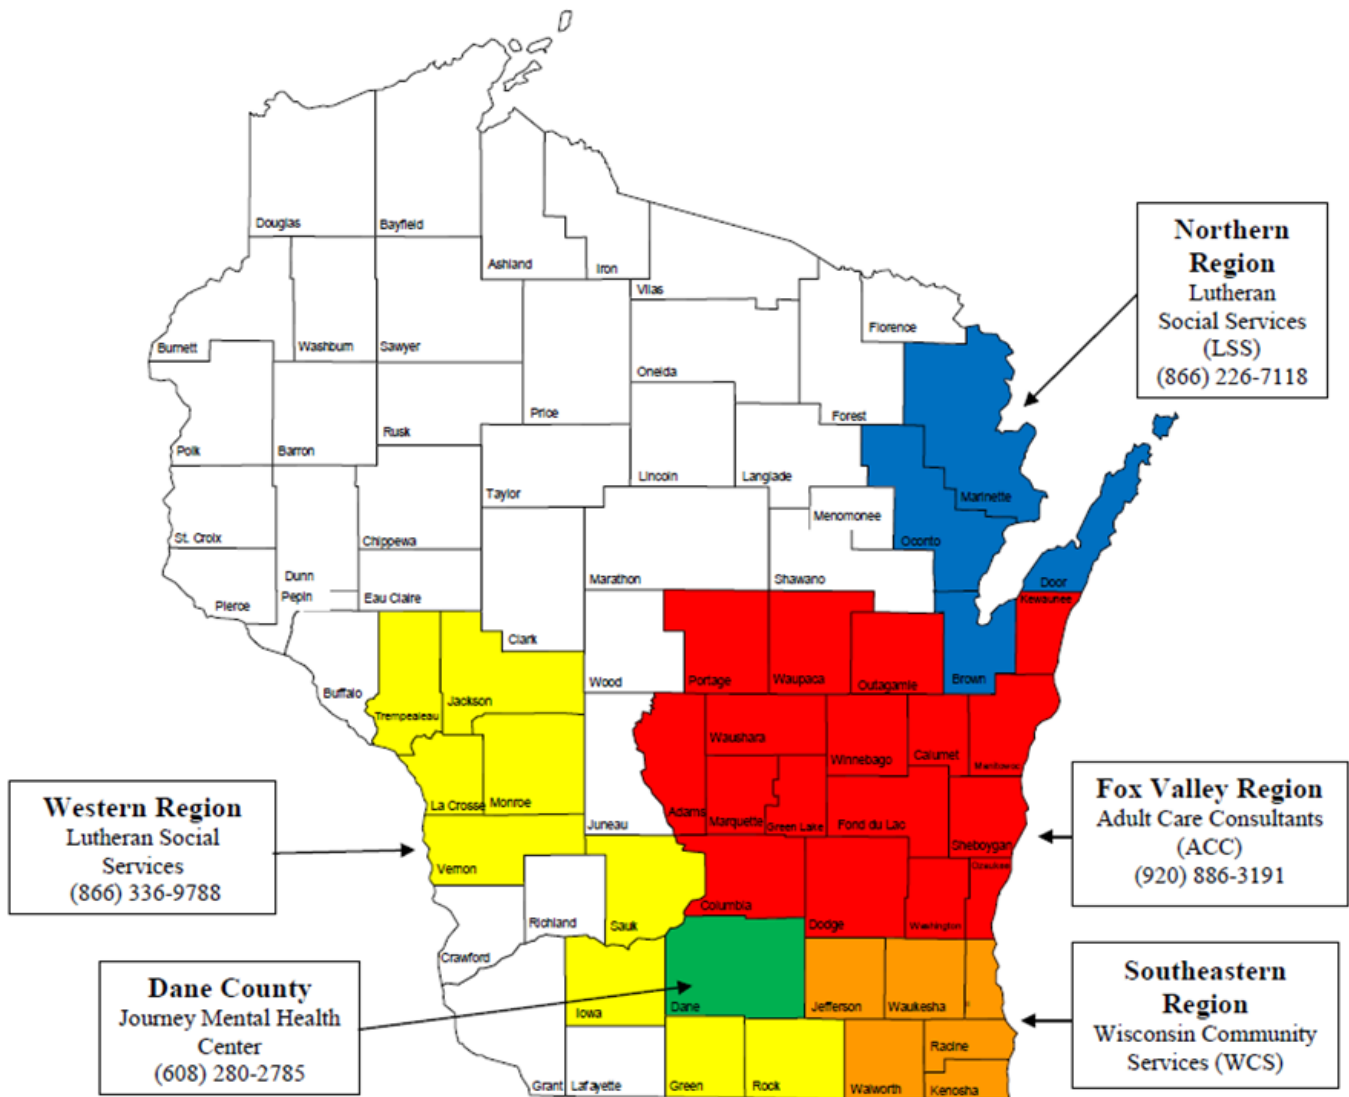 Douglas
Bayfield
Ashland
Iron
Vilas
Florence
Burnett
Washburn
Sawyer
Oneida
Price
Forest
Rusk
Polk
Barron
Lincoln
Langlade
Taylor
Marinette
Menomonee
St. Croix
Chippewa
Oconto
Dunn
Marathon
Shawano
Door
Pepin
Eau Claire
Pierce
Kewaunee
Clark
Wood
Portage
Waupaca
Outagamie
Brown
Buffalo
Jackson
Trempealeau
Waushara
Winnebago
Calumet
Manitowoc
La Crosse
Monroe
Juneau
Adams
Marquette
Green Lake
Fond du Lac
Sheboygan
Vernon
Ozaukee
Richland
Sauk
Columbia
Dodge
Washington
Crawford
Iowa
Dane
Jefferson
Waukesha
Racine
Grant
Lafayette
Green
Rock
Walworth
Kenosha
Northern
Region
Lutheran
Social Services
(LSS)
(866) 226-7118
Western Region
Lutheran Social
Services
(866) 336-9788
Fox Valley Region
Adult Care Consultants
(ACC)
(920) 886-3191
Dane County
Journey Mental Health
Center
(608) 280-2785
Southeastern
Region
Wisconsin Community
Services (WCS)